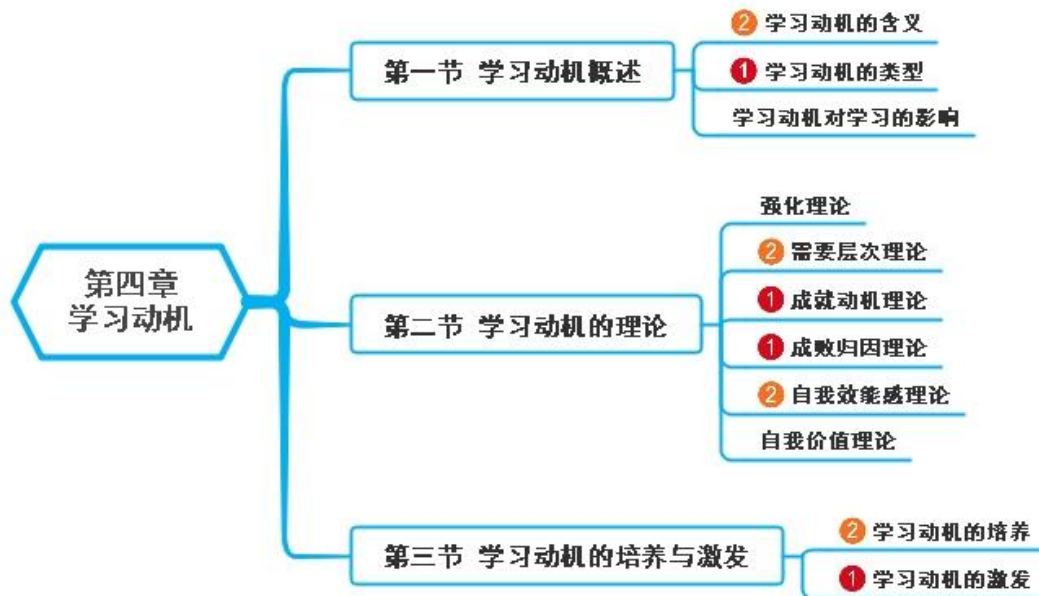 第四章
学习动机
第一节 学习动机概述
2 学习动机的含义
1 学习动机的类型
学习动机对学习的影响
第二节 学习动机的理论
强化理论
2 需要层次理论
1 成就动机理论
1 成败归因理论
2 自我效能感理论
自我价值理论
第三节 学习动机的培养与激发
2 学习动机的培养
1 学习动机的激发